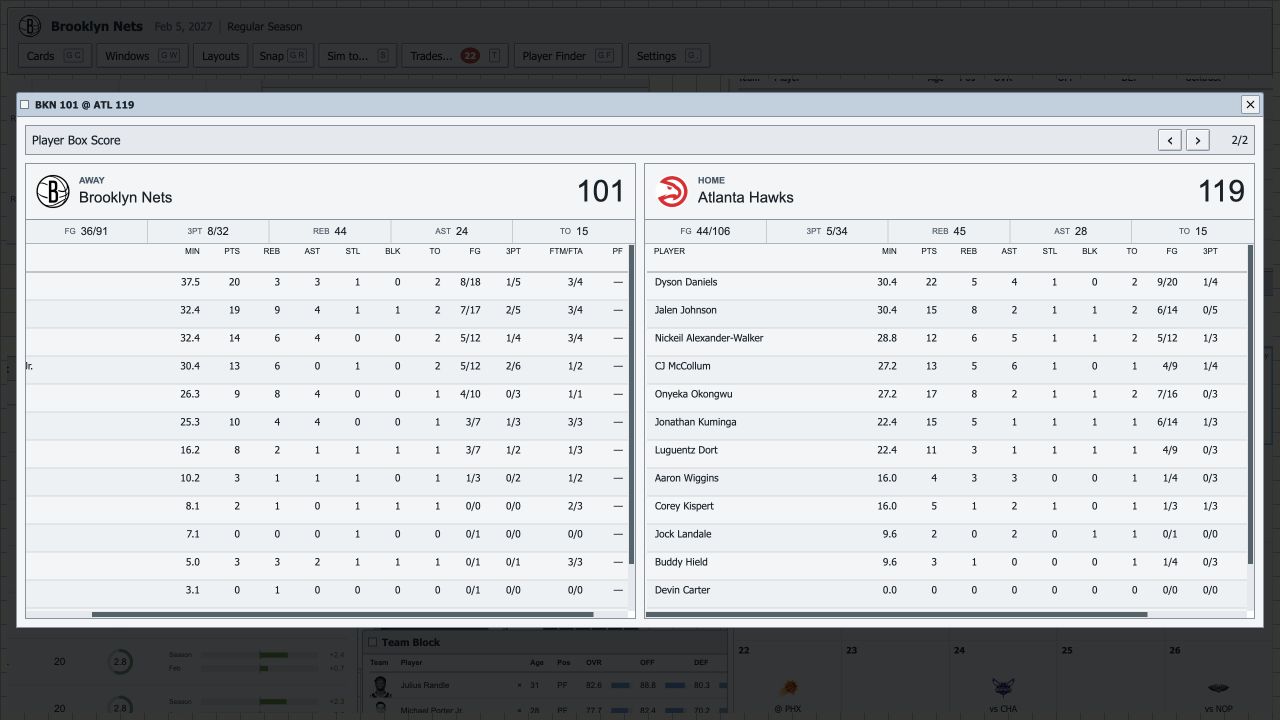 Brooklyn Nets Feb 5, 2027 | Regular Season
Cards G C Windows G W Layouts Snap G R Sim to... S Trades... 22 T Player Finder G F Settings G ,
BKN 101 @ ATL 119
Player Box Score 2/2
AWAY
Brooklyn Nets 101
FG 36/91 3PT 8/32 REB 44 AST 24 TO 15
MIN PTS REB AST STL BLK TO FG 3PT FTM/FTA PF
37.5 20 3 3 1 0 2 8/18 1/5 3/4 —
32.4 19 9 4 1 1 2 7/17 2/5 3/4 —
32.4 14 6 4 0 0 2 5/12 1/4 3/4 —
Jr. 30.4 13 6 0 1 0 2 5/12 2/6 1/2 —
26.3 9 8 4 0 0 1 4/10 0/3 1/1 —
25.3 10 4 4 0 0 1 3/7 1/3 3/3 —
16.2 8 2 1 1 1 1 3/7 1/2 1/3 —
10.2 3 1 1 1 0 1 1/3 0/2 1/2 —
8.1 2 1 0 1 0 1 0/0 0/0 2/3 —
7.1 0 0 0 1 0 0 0/1 0/0 0/0 —
5.0 3 3 2 1 1 1 0/1 0/1 3/3 —
3.1 0 1 0 0 0 0 0/1 0/0 0/0 —
HOME
Atlanta Hawks 119
FG 44/106 3PT 5/34 REB 45 AST 28 TO 15
PLAYER MIN PTS REB AST STL BLK TO FG 3PT
Dyson Daniels 30.4 22 5 4 1 0 2 9/20 1/4
Jalen Johnson 30.4 15 8 2 1 1 2 6/14 0/5
Nickeil Alexander-Walker 28.8 12 6 5 1 1 2 5/12 1/3
CJ McCollum 27.2 13 5 6 1 0 1 4/9 1/4
Onyeka Okongwu 27.2 17 8 2 1 1 2 7/16 0/3
Jonathan Kuminga 22.4 15 5 1 1 1 1 6/14 1/3
Luguentz Dort 22.4 11 3 1 1 1 1 4/9 0/3
Aaron Wiggins 16.0 4 3 3 0 0 1 1/4 0/3
Corey Kispert 16.0 5 1 2 1 0 1 1/3 1/3
Jock Landale 9.6 2 0 2 0 1 1 0/1 0/0
Buddy Hield 9.6 3 1 0 0 0 1 1/4 0/3
Devin Carter 0.0 0 0 0 0 0 0 0/0 0/0
20 2.8 Season +2.4
Feb +0.7
20 2.8 Season +2.3
Team Block
Team Player Age Pos OVR OFF DEF
Julius Randle × 31 PF 82.6 88.8 80.3
Michael Porter Jr. × 28 PF 77.7 82.4 70.2
22 23 24 25 26
@ PHX vs CHA vs NOP